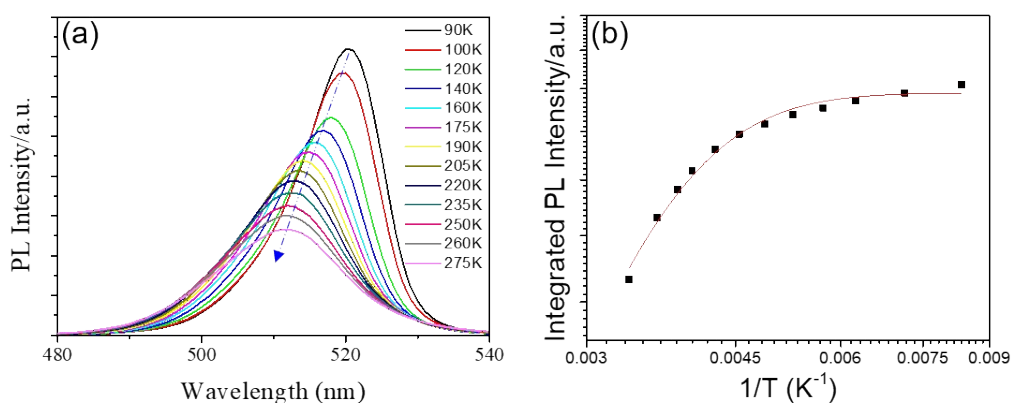 (a)
PL Intensity/a.u.
90K
100K
120K
140K
160K
175K
190K
205K
220K
235K
250K
260K
275K
480
500
520
540
Wavelength (nm)
(b)
Integrated PL Intensity/a.u.
0.003
0.0045
0.006
0.0075
0.009
1/T (K⁻¹)